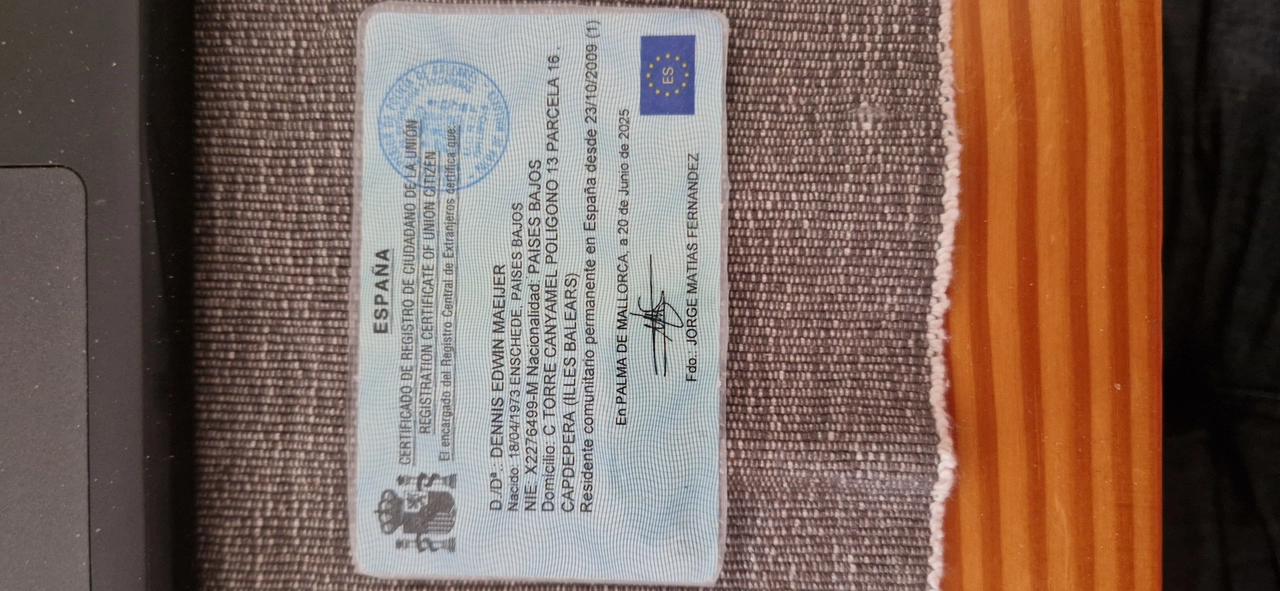 ESPAÑA
CERTIFICADO DE REGISTRO DE CIUDADANO DE LA UNIÓN
REGISTRATION CERTIFICATE OF UNION CITIZEN
El encargado del Registro Central de Extranjeros certifica que:
D./Dª.: DENNIS EDWIN MAEIJER
Nacido: 18/04/1973 ENSCHEDE, PAISES BAJOS
NIE: X2276499-M Nacionalidad: PAISES BAJOS
Domicilio: C TORRE CANYAMEL POLIGONO 13 PARCELA 16 ,
CAPDEPERA (ILLES BALEARS)
Residente comunitario permanente en España desde 23/10/2009 (1)
En PALMA DE MALLORCA, a 20 de Junio de 2025
ES
Fdo.: JORGE MATIAS FERNANDEZ